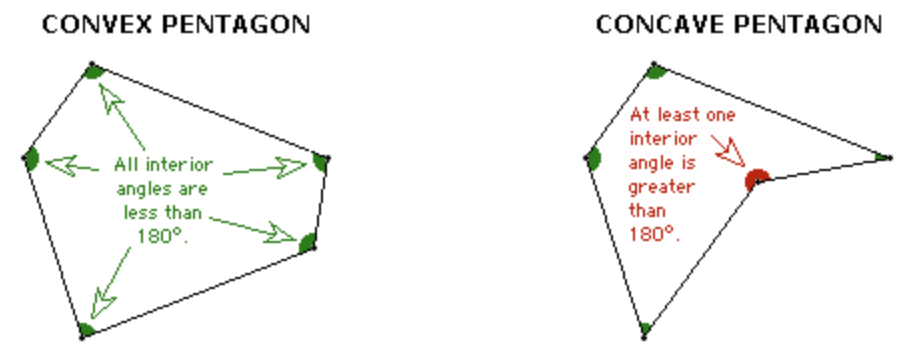 CONVEX PENTAGON
All interior
angles are
less than
180°.
CONCAVE PENTAGON
At least one
interior
angle is
greater
than
180°.